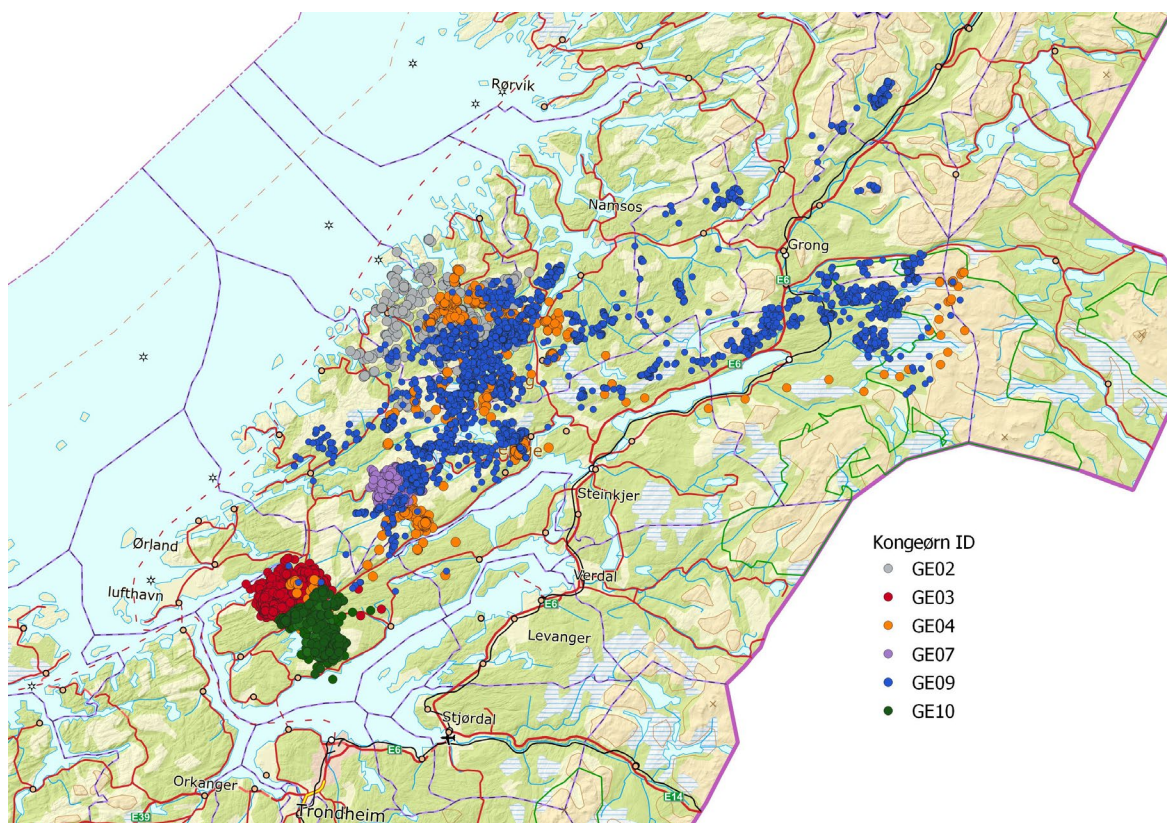 Rørvik
Namsos
Grong
E6
E6
Steinkjer
Ørland
lufthavn
Verdal
E6
Levanger
Stjørdal
E6
Orkanger
Trondheim
E39
E14
Kongeørn ID
GE02
GE03
GE04
GE07
GE09
GE10